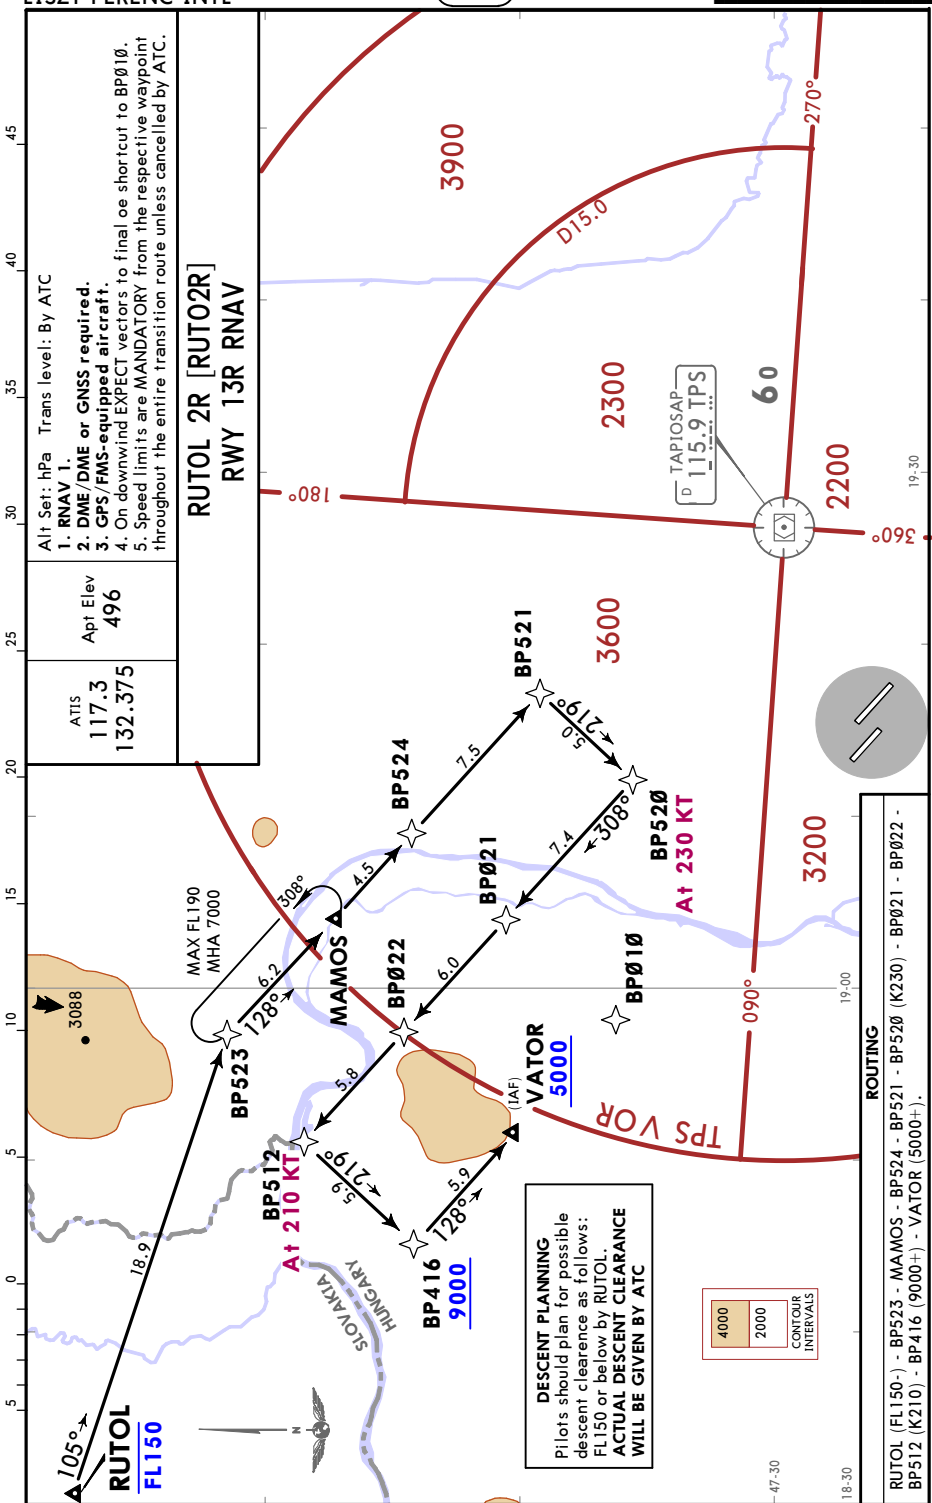 LISZT FERENC INTL
ATIS
117.3
132.375
Apt Elev
496
Alt Set: hPa Trans level: By ATC
1. RNAV 1.
2. DME/DME or GNSS required.
3. GPS/FMS-equipped aircraft.
4. On downwind EXPECT vectors to final oe shortcut to BPØ1Ø.
5. Speed limits are MANDATORY from the respective waypoint
throughout the entire transition route unless cancelled by ATC.
RUTOL 2R [RUTO2R]
RWY 13R RNAV
5
0
5
10
15
20
25
30
35
40
45
3088
MAX FL190
MHA 7000
308°
105°
RUTOL
FL150
18.9
BP523
128°
6.2
MAMOS
4.5
BP524
7.5
BP521
219°
5.0
BP52Ø
At 230 KT
308°
7.4
BPØ21
6.0
BPØ22
5.8
BP512
At 210 KT
219°
5.9
BP416
9000
128°
5.9
(IAF)
VATOR
5000
BPØ1Ø
SLOVAKIA
HUNGARY
N
TPS VOR
D15.0
180°
270°
360°
090°
3900
2300
2200
3600
3200
D TAPIOSAP
115.9 TPS
60
19-30
19-00
18-30
47-30
DESCENT PLANNING
Pilots should plan for possible
descent clearence as follows:
FL150 or below by RUTOL.
ACTUAL DESCENT CLEARANCE
WILL BE GIVEN BY ATC
4000
2000
CONTOUR
INTERVALS
ROUTING
RUTOL (FL150-) - BP523 - MAMOS - BP524 - BP521 - BP52Ø (K230) - BPØ21 - BPØ22 -
BP512 (K210) - BP416 (9000+) - VATOR (5000+).